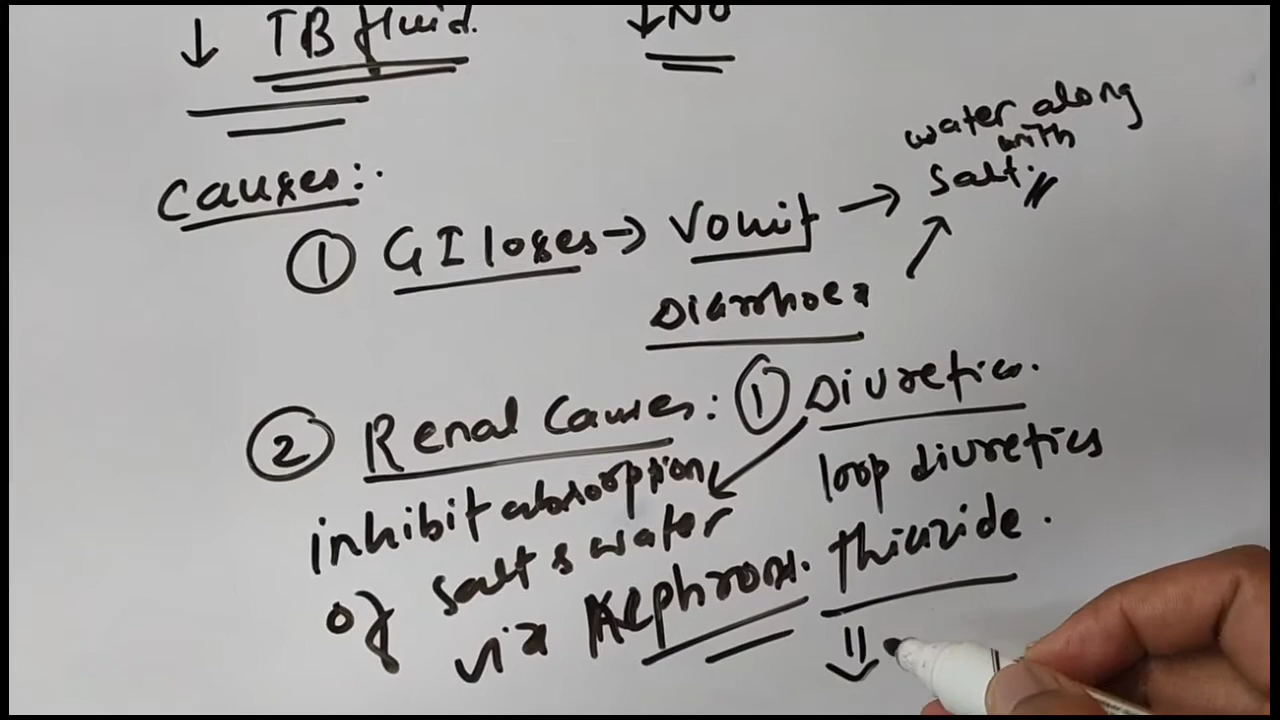 ↓ TB fluid.
↓ Na
Causes:.
① GI loses → Vomit → water along with salt.
Diarrhoea
② Renal Causes: ① Diuretics.
inhibit absorption
of salt & water
via Nephron.
loop diuretics
thiazide.